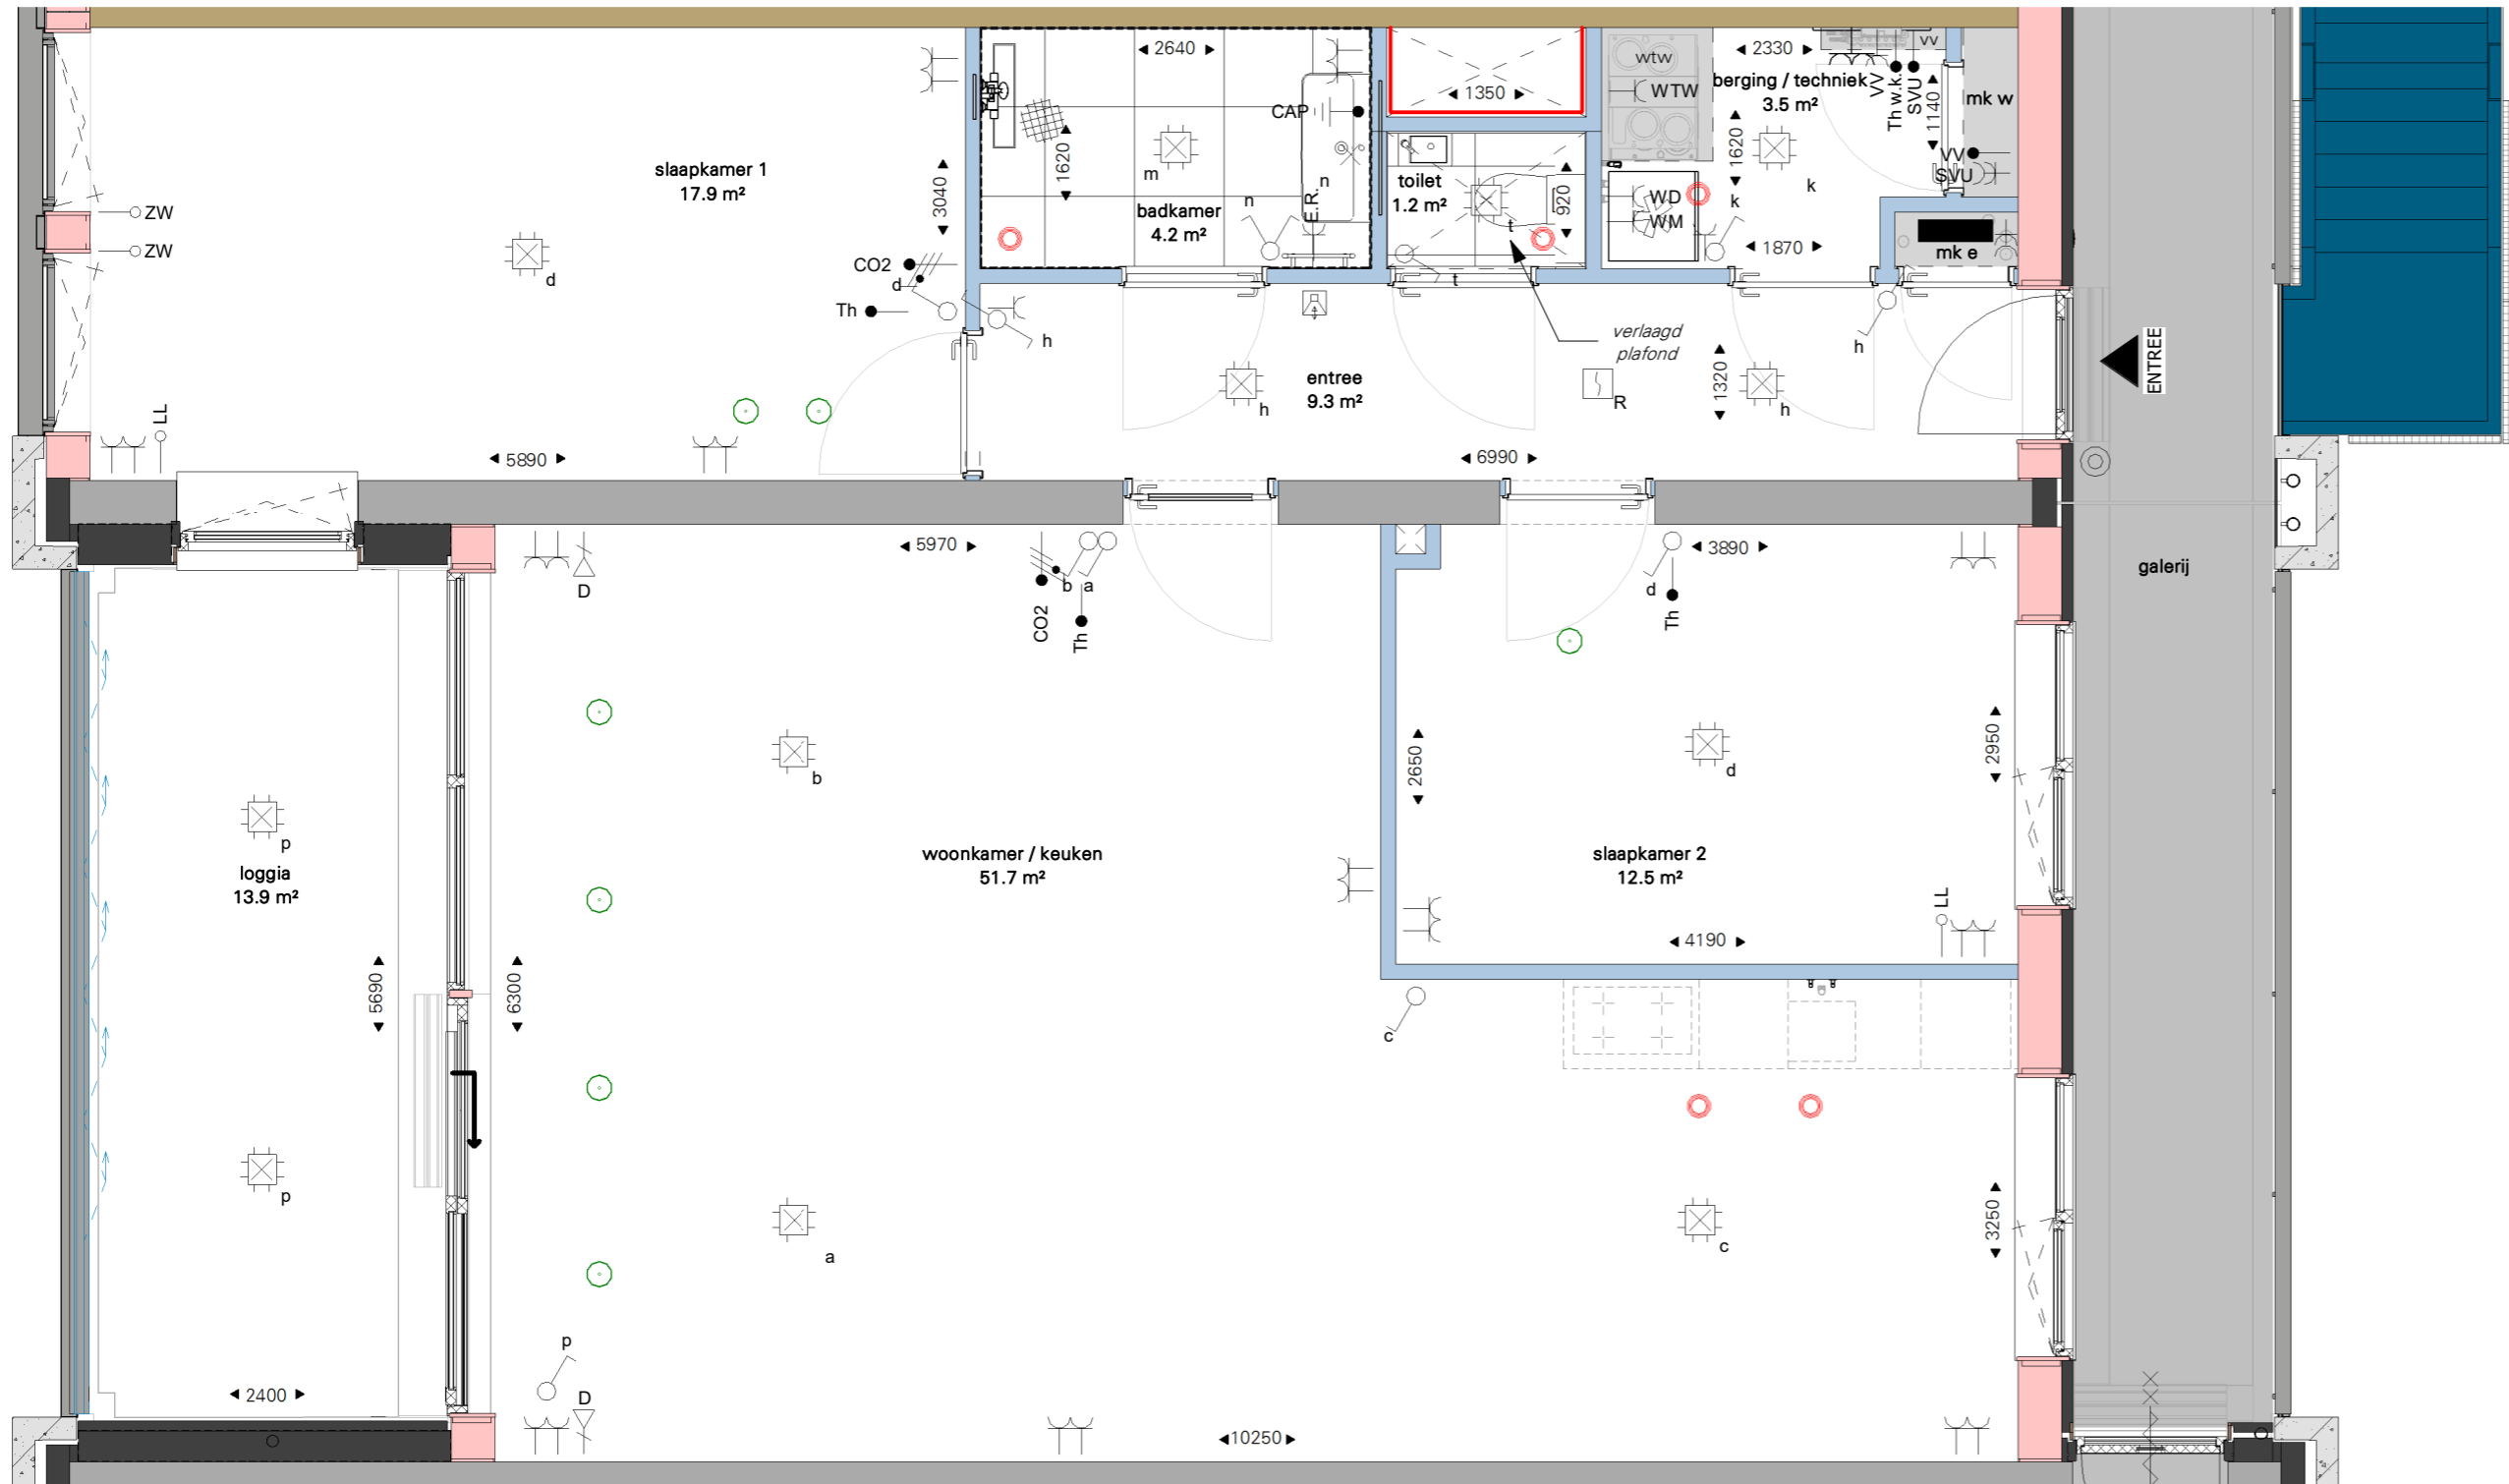 2640
2330
wtw
vv
berging / techniek
3.5 m²
WTW
1350
CAP
VV
Th w.k.
SVU
1140
mk w
slaapkamer 1
17.9 m²
3040
1620
m
1620
VV
SVU
toilet
1.2 m²
920
k
k
WD
WM
ZW
ZW
badkamer
4.2 m²
n
n
E.R.
t
t
1870
mk e
CO2
d
d
Th
h
verlaagd
plafond
h
1320
ENTREE
entree
9.3 m²
h
R
h
LL
5890
6990
5970
3890
D
b
a
CO2
Th
d
Th
galerij
b
2650
d
2950
p
loggia
13.9 m²
woonkamer / keuken
51.7 m²
slaapkamer 2
12.5 m²
LL
4190
5690
6300
c
p
a
c
3250
p
2400
D
10250